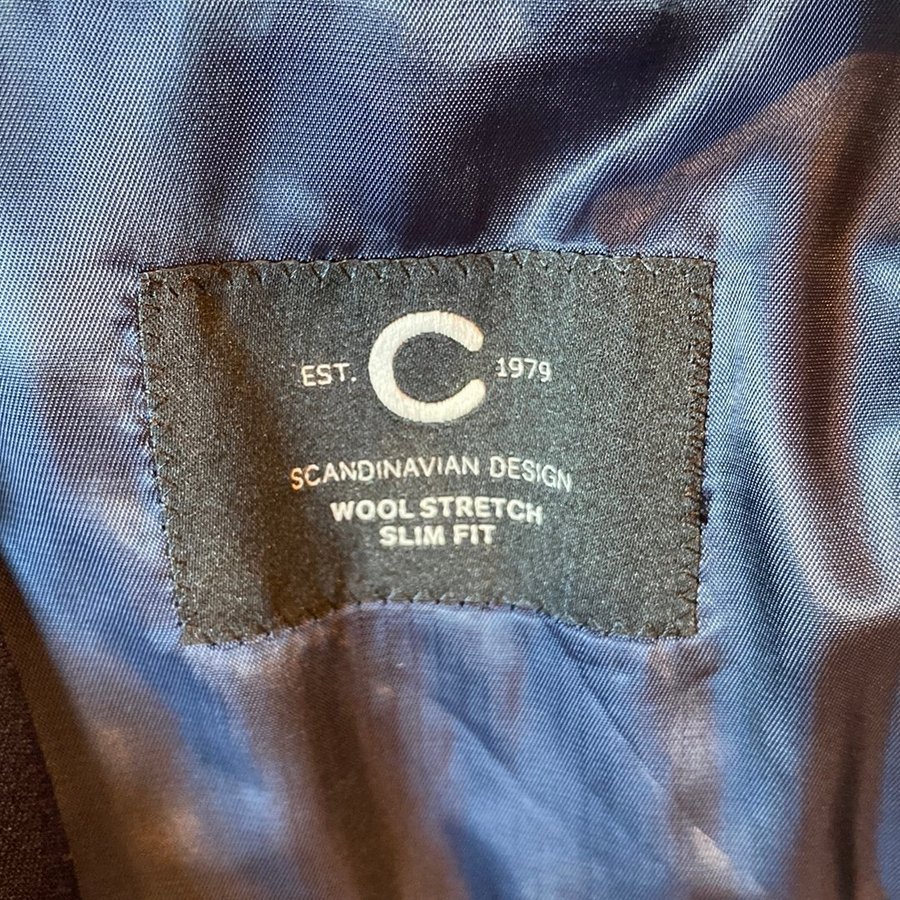 EST. C 1979
SCANDINAVIAN DESIGN
WOOL STRETCH
SLIM FIT